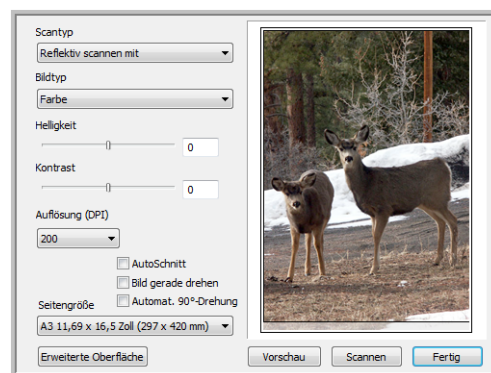 Scantyp
Reflektiv scannen mit
Bildtyp
Farbe
Helligkeit
0
Kontrast
0
Auflösung (DPI)
200
AutoSchnitt
Bild gerade drehen
Automat. 90°-Drehung
Seitengröße
A3 11,69 x 16,5 Zoll (297 x 420 mm)
Erweiterte Oberfläche
Vorschau
Scannen
Fertig